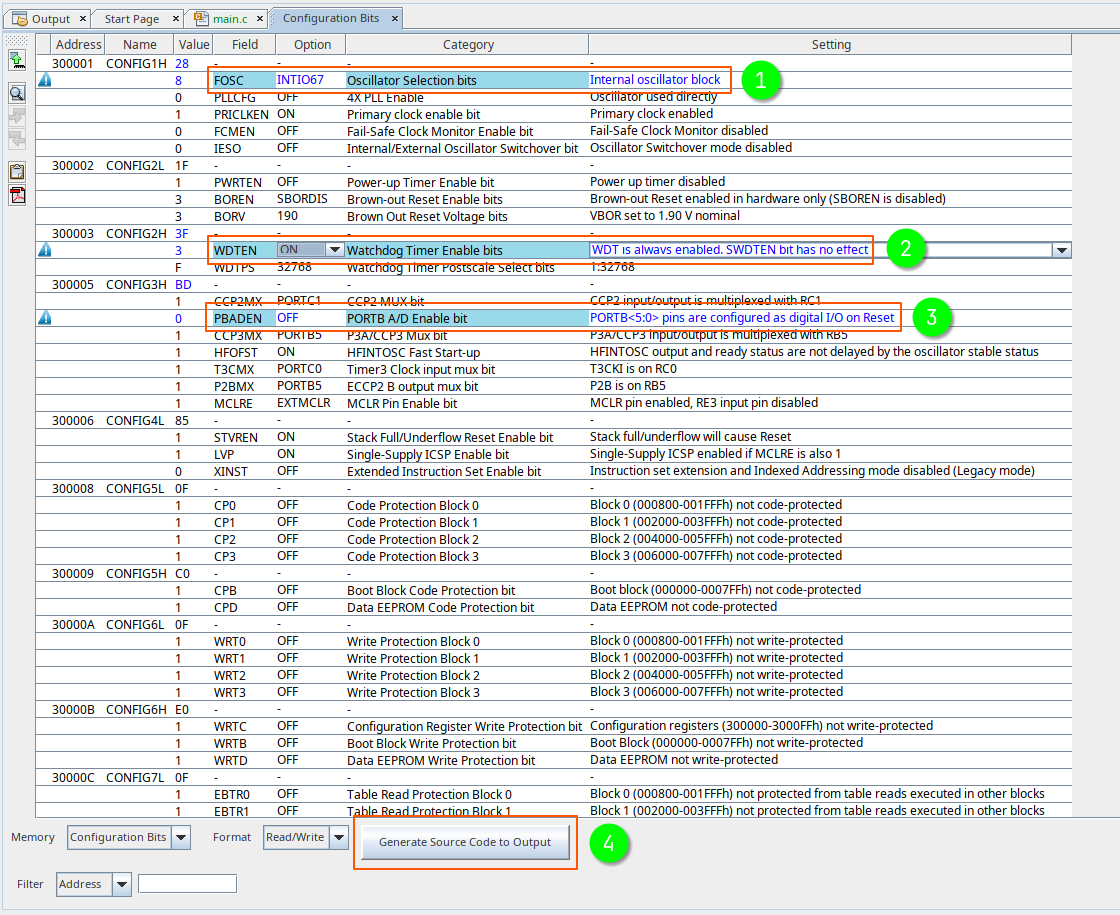 Output × Start Page × main.c × Configuration Bits ×
Address Name Value Field Option Category Setting
300001 CONFIG1H 28 - - - -
8 FOSC INTIO67 Oscillator Selection bits Internal oscillator block 1
0 PLLCFG OFF 4X PLL Enable Oscillator used directly
1 PRICLKEN ON Primary clock enable bit Primary clock enabled
0 FCMEN OFF Fail-Safe Clock Monitor Enable bit Fail-Safe Clock Monitor disabled
0 IESO OFF Internal/External Oscillator Switchover bit Oscillator Switchover mode disabled
300002 CONFIG2L 1F - - - -
1 PWRTEN OFF Power-up Timer Enable bit Power up timer disabled
3 BOREN SBORDIS Brown-out Reset Enable bits Brown-out Reset enabled in hardware only (SBOREN is disabled)
3 BORV 190 Brown Out Reset Voltage bits VBOR set to 1.90 V nominal
300003 CONFIG2H 3F - - - -
3 WDTEN ON Watchdog Timer Enable bits WDT is always enabled. SWDTEN bit has no effect 2
F WDTPS 32768 Watchdog Timer Postscale Select bits 1:32768
300005 CONFIG3H BD - - - -
1 CCP2MX PORTC1 CCP2 MUX bit CCP2 input/output is multiplexed with RC1
0 PBADEN OFF PORTB A/D Enable bit PORTB<5:0> pins are configured as digital I/O on Reset 3
1 CCP3MX PORTB5 P3A/CCP3 Mux bit P3A/CCP3 input/output is multiplexed with RB5
1 HFOFST ON HFINTOSC Fast Start-up HFINTOSC output and ready status are not delayed by the oscillator stable status
1 T3CMX PORTC0 Timer3 Clock input mux bit T3CKI is on RC0
1 P2BMX PORTB5 ECCP2 B output mux bit P2B is on RB5
1 MCLRE EXTMCLR MCLR Pin Enable bit MCLR pin enabled, RE3 input pin disabled
300006 CONFIG4L 85 - - - -
1 STVREN ON Stack Full/Underflow Reset Enable bit Stack full/underflow will cause Reset
1 LVP ON Single-Supply ICSP Enable bit Single-Supply ICSP enabled if MCLRE is also 1
0 XINST OFF Extended Instruction Set Enable bit Instruction set extension and Indexed Addressing mode disabled (Legacy mode)
300008 CONFIG5L 0F - - - -
1 CP0 OFF Code Protection Block 0 Block 0 (000800-001FFFh) not code-protected
1 CP1 OFF Code Protection Block 1 Block 1 (002000-003FFFh) not code-protected
1 CP2 OFF Code Protection Block 2 Block 2 (004000-005FFFh) not code-protected
1 CP3 OFF Code Protection Block 3 Block 3 (006000-007FFFh) not code-protected
300009 CONFIG5H C0 - - - -
1 CPB OFF Boot Block Code Protection bit Boot block (000000-0007FFh) not code-protected
1 CPD OFF Data EEPROM Code Protection bit Data EEPROM not code-protected
30000A CONFIG6L 0F - - - -
1 WRT0 OFF Write Protection Block 0 Block 0 (000800-001FFFh) not write-protected
1 WRT1 OFF Write Protection Block 1 Block 1 (002000-003FFFh) not write-protected
1 WRT2 OFF Write Protection Block 2 Block 2 (004000-005FFFh) not write-protected
1 WRT3 OFF Write Protection Block 3 Block 3 (006000-007FFFh) not write-protected
30000B CONFIG6H E0 - - - -
1 WRTC OFF Configuration Register Write Protection bit Configuration registers (300000-3000FFh) not write-protected
1 WRTB OFF Boot Block Write Protection bit Boot Block (000000-0007FFh) not write-protected
1 WRTD OFF Data EEPROM Write Protection bit Data EEPROM not write-protected
30000C CONFIG7L 0F - - - -
1 EBTR0 OFF Table Read Protection Block 0 Block 0 (000800-001FFFh) not protected from table reads executed in other blocks
1 EBTR1 OFF Table Read Protection Block 1 Block 1 (002000-003FFFh) not protected from table reads executed in other blocks
Memory Configuration Bits Format Read/Write Generate Source Code to Output 4
Filter Address